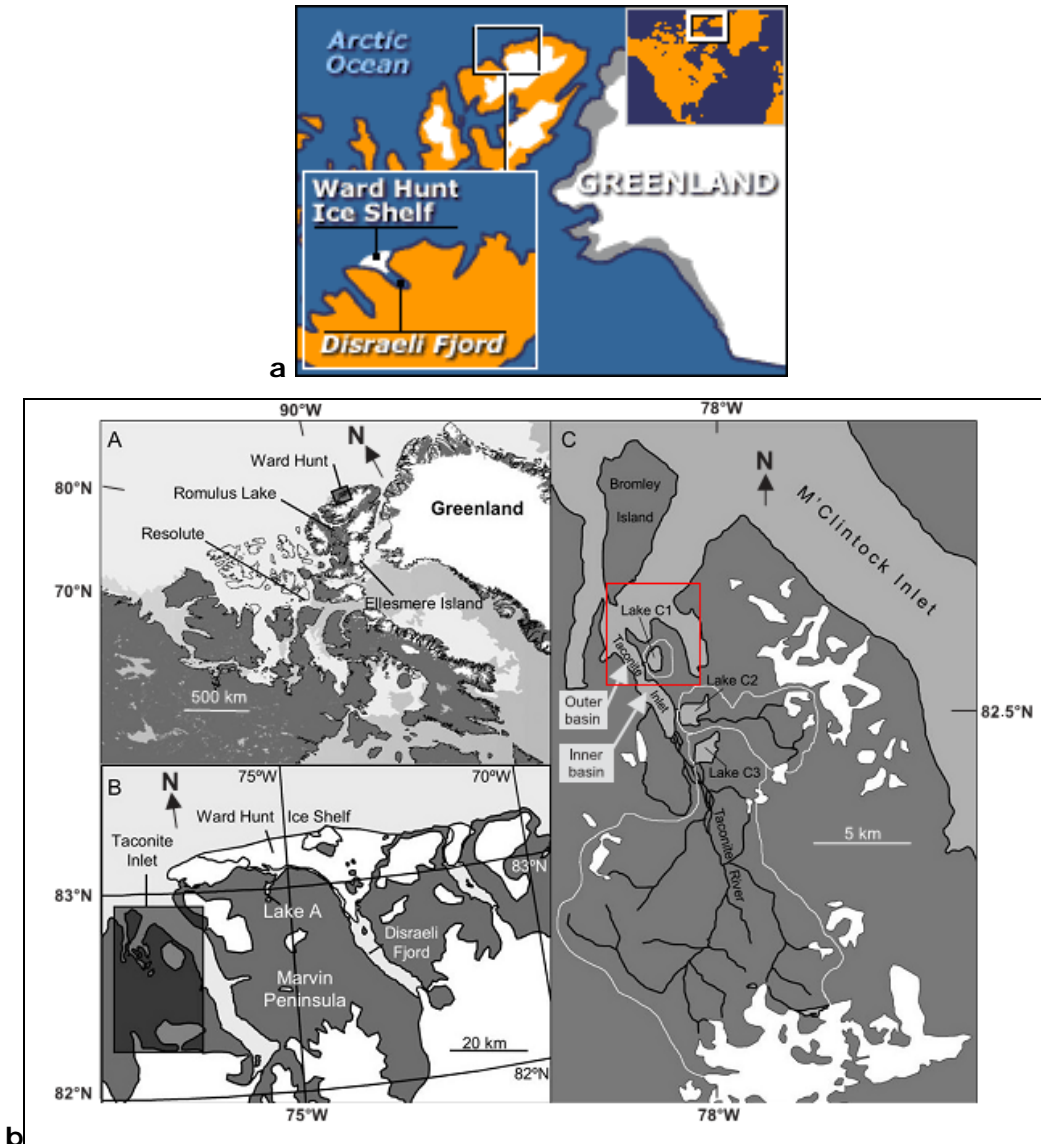 Arctic
Ocean
GREENLAND
Ward Hunt
Ice Shelf
Disraeli Fjord
a
90°W
78°W
A
N
Ward Hunt
80°N
Romulus Lake
Greenland
Resolute
70°N
Ellesmere Island
500 km
B
75°W
70°W
N
Ward Hunt Ice Shelf
Taconite
Inlet
83°N
83°N
Lake A
Disraeli
Fjord
Marvin
Peninsula
20 km
82°N
82°N
75°W
C
Bromley
Island
N
M'Clintock Inlet
Lake C1
Taconite
Inlet
Lake C2
Outer
basin
82.5°N
Inner
basin
Lake C3
Taconite
River
5 km
78°W
b